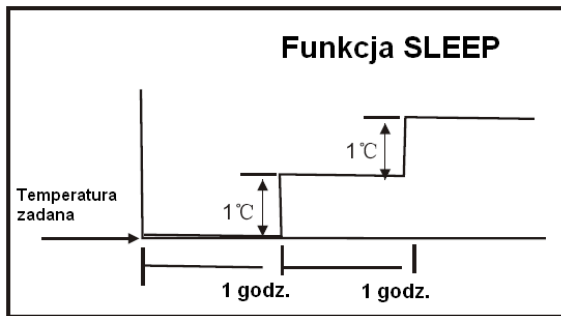 Funkcja SLEEP
1℃
1℃
Temperatura
zadana
1 godz.
1 godz.